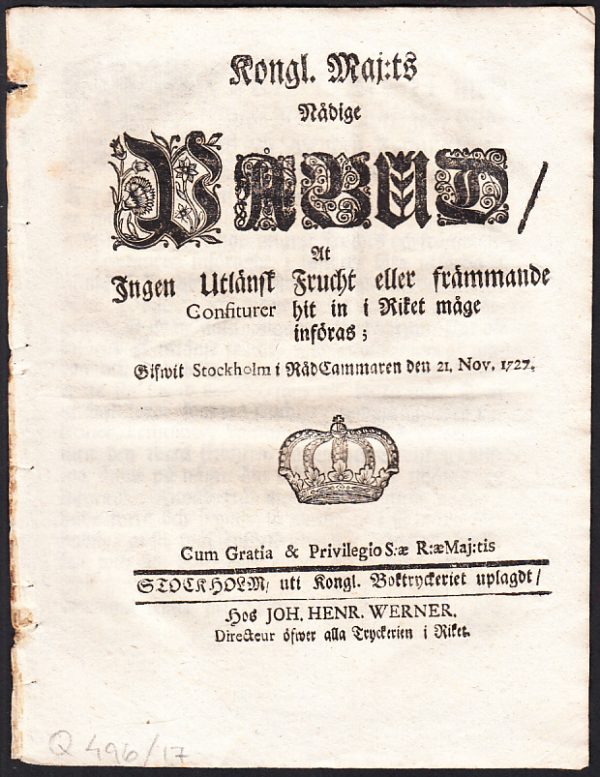 Kongl. Maj:ts
Nådige
PÅBUD/
At
Ingen Utländsk Frucht eller främmande
Confiturer hit in i Riket måge
införas;
Gifwit Stockholm i RådCammaren den 21. Nov. 1727.
Cum Gratia & Privilegio S:æ R:æ Maj:tis
STOCKHOLM/ utt Kongl. Boktryckeriet uplagdt/
Hos JOH. HENR. WERNER.
Directeur öfwer alla Tryckerien i Riket.
Q 496/17